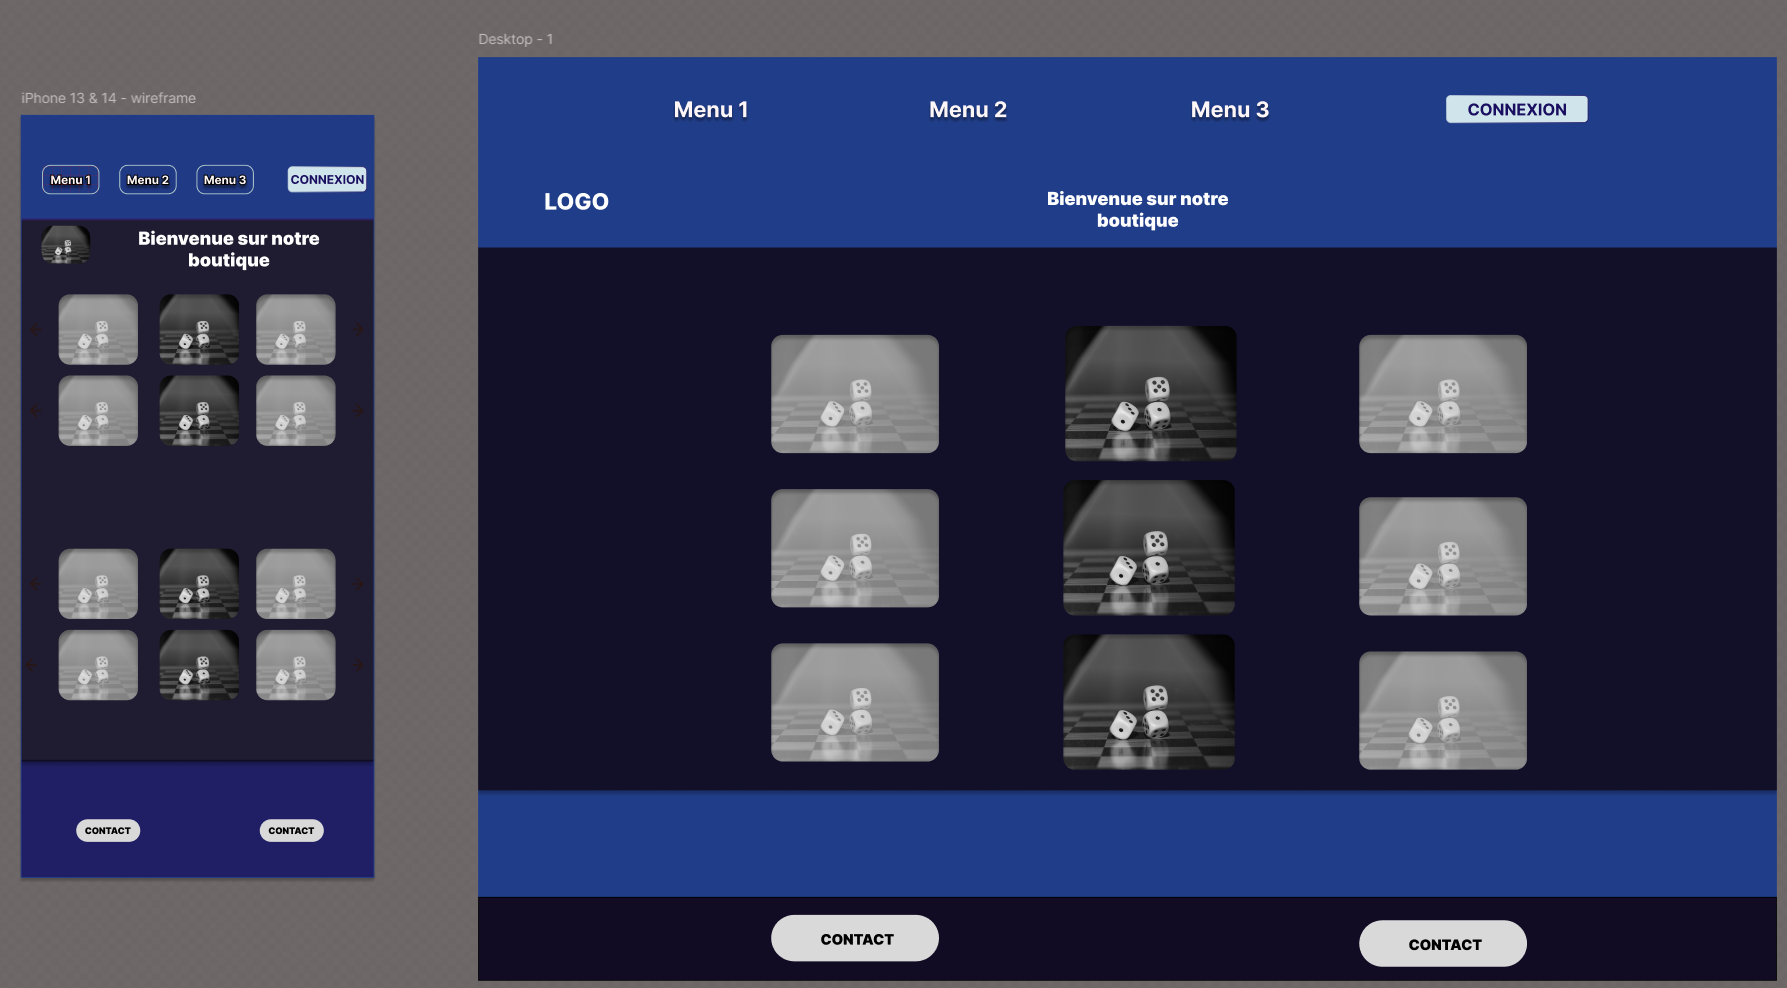 Desktop - 1
iPhone 13 & 14 - wireframe
Menu 1
Menu 2
Menu 3
CONNEXION
Bienvenue sur notre
boutique
CONTACT
CONTACT
Menu 1
Menu 2
Menu 3
CONNEXION
LOGO
Bienvenue sur notre
boutique
CONTACT
CONTACT